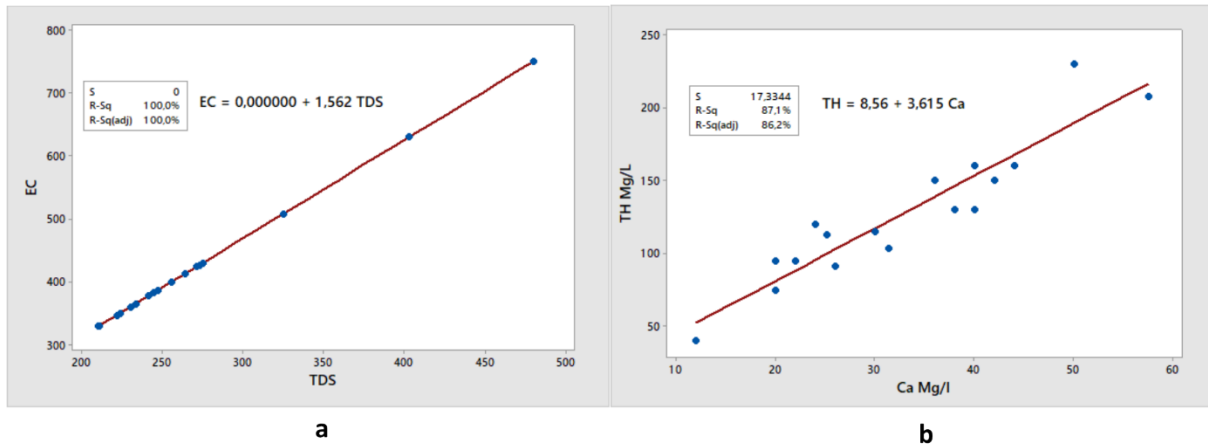 800
700
600
500
400
300
EC
S 0
R-Sq 100,0%
R-Sq(adj) 100,0%
EC = 0,000000 + 1,562 TDS
200 250 300 350 400 450 500
TDS
a
250
200
150
100
50
TH Mg/L
S 17,3344
R-Sq 87,1%
R-Sq(adj) 86,2%
TH = 8,56 + 3,615 Ca
10 20 30 40 50 60
Ca Mg/l
b